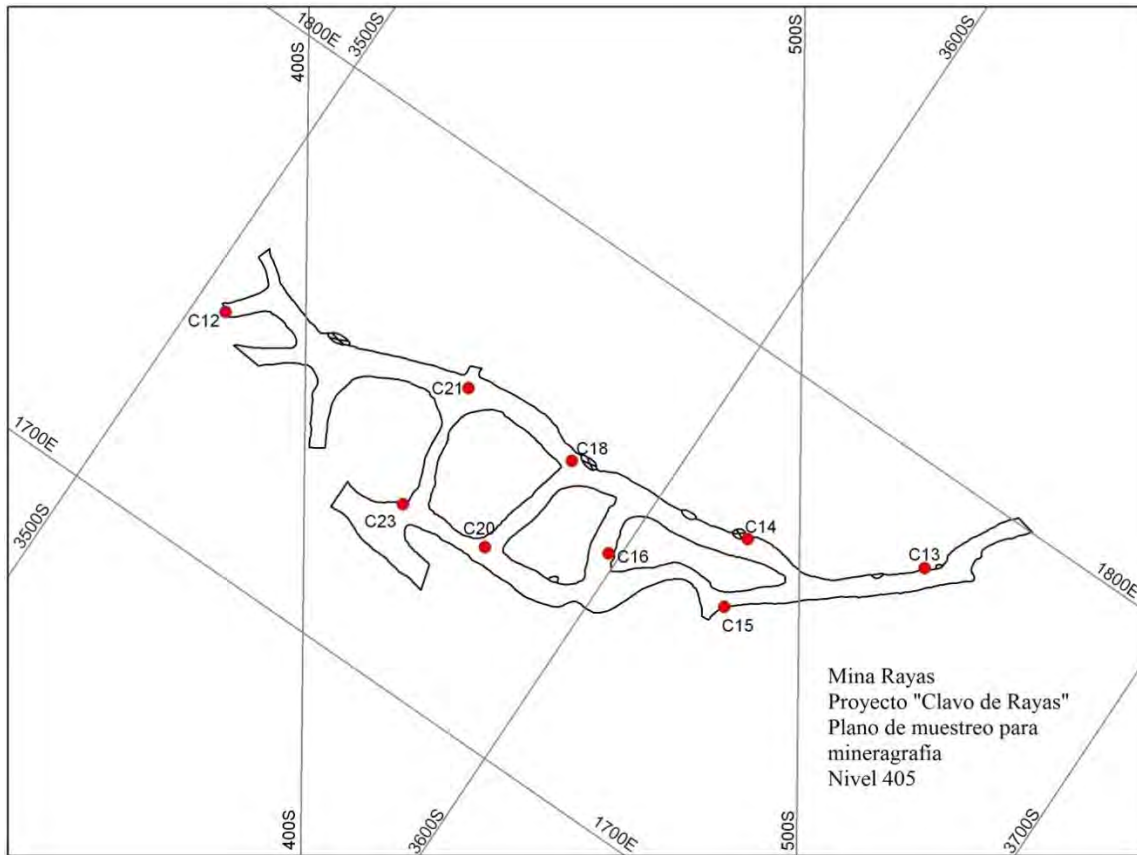 1800E
400S
3500S
500S
3600S
C12
C21
1700E
C18
3500S
C23
C20
C14
C16
C13
1800E
C15
Mina Rayas
Proyecto "Clavo de Rayas"
Plano de muestreo para
mineragrafía
Nivel 405
400S
3600S
1700E
500S
3700S